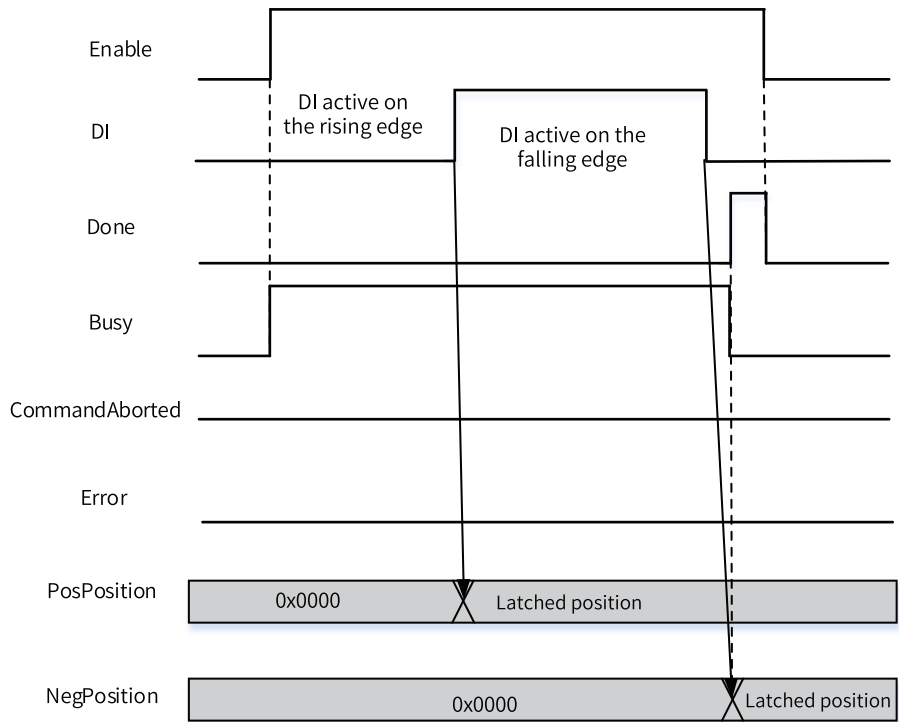 Enable
DI active on
the rising edge
DI
DI active on the
falling edge
Done
Busy
CommandAborted
Error
PosPosition
0x0000
Latched position
NegPosition
0x0000
Latched position